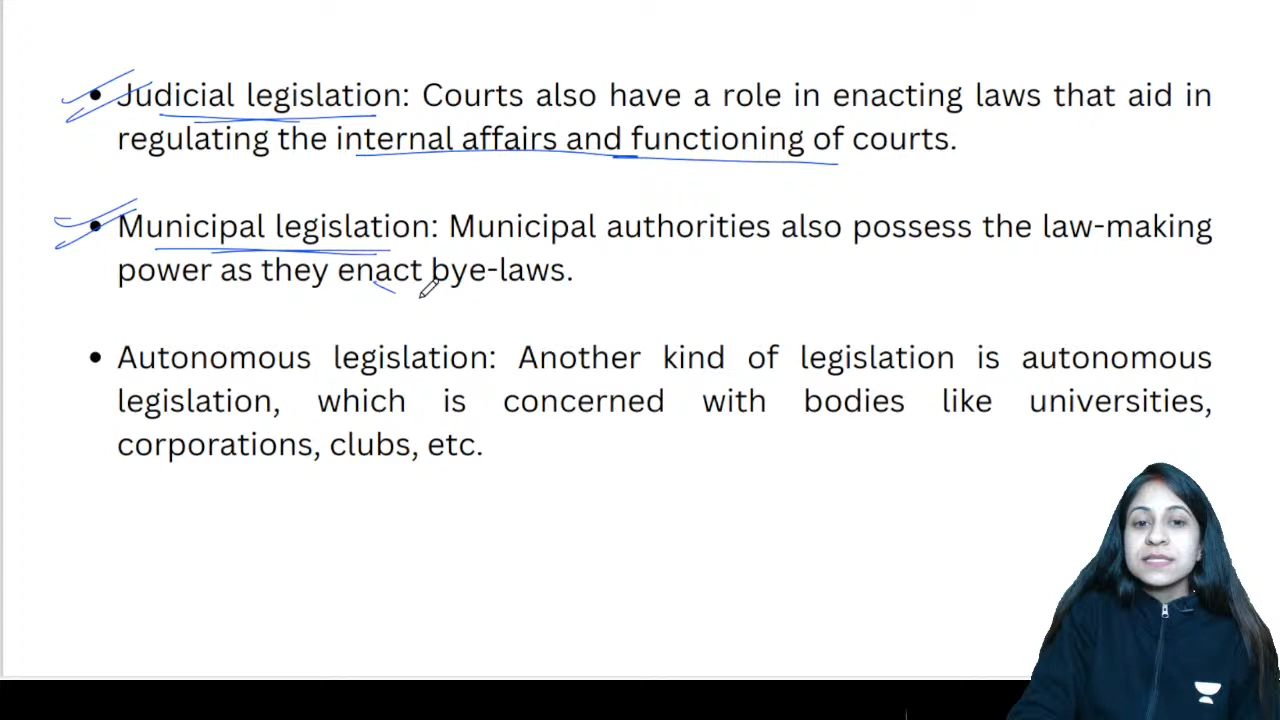 • Judicial legislation: Courts also have a role in enacting laws that aid in
regulating the internal affairs and functioning of courts.
• Municipal legislation: Municipal authorities also possess the law-making
power as they enact bye-laws.
• Autonomous legislation: Another kind of legislation is autonomous
legislation, which is concerned with bodies like universities,
corporations, clubs, etc.